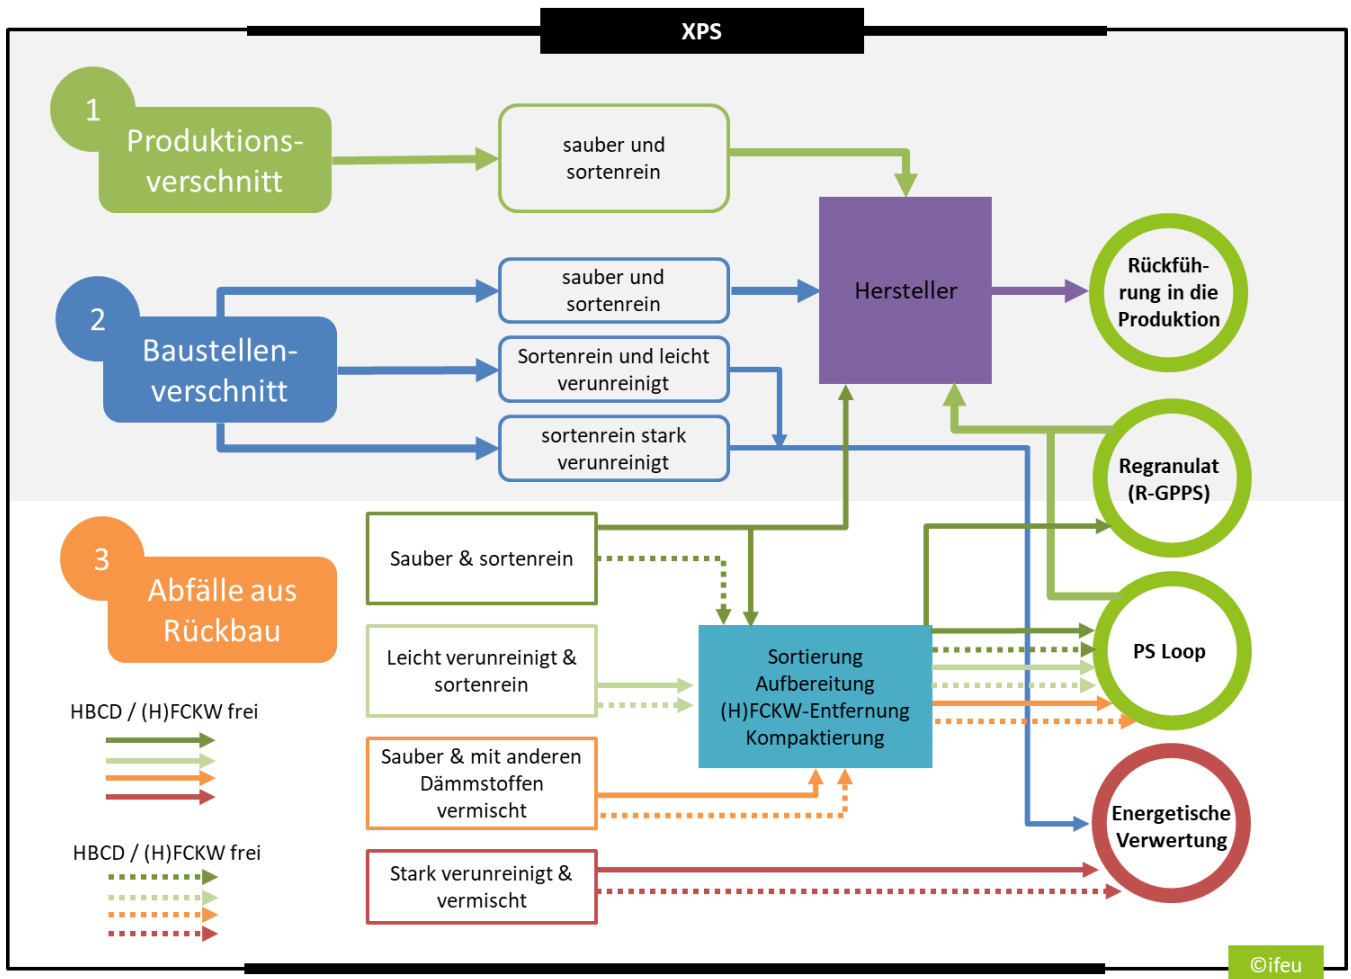 XPS
1
Produktions-
verschnitt
sauber und
sortenrein
2
Baustellen-
verschnitt
sauber und
sortenrein
Sortenrein und leicht
verunreinigt
sortenrein stark
verunreinigt
Hersteller
Rückfüh-
rung in die
Produktion
Regranulat
(R-GPPS)
3
Abfälle aus
Rückbau
Sauber & sortenrein
Leicht verunreinigt &
sortenrein
Sauber & mit anderen
Dämmstoffen
vermischt
Stark verunreinigt &
vermischt
Sortierung
Aufbereitung
(H)FCKW-Entfernung
Kompaktierung
PS Loop
Energetische
Verwertung
HBCD / (H)FCKW frei
HBCD / (H)FCKW frei
©ifeu